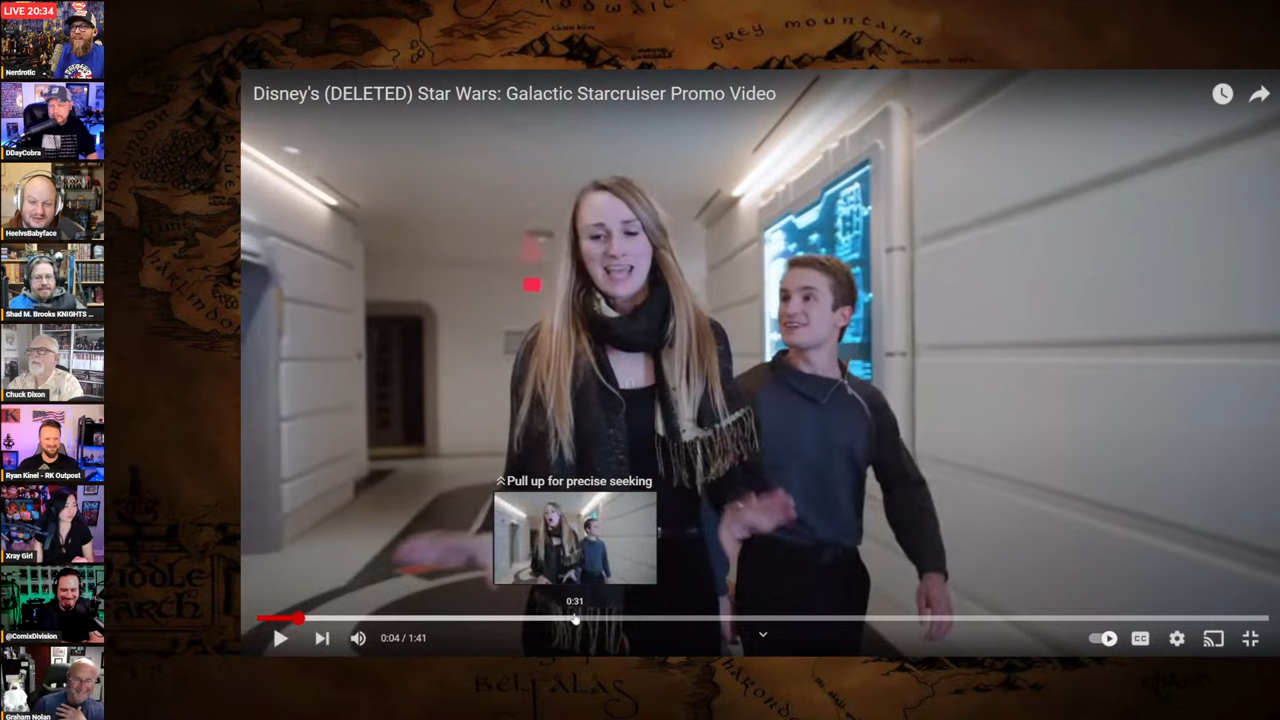 LIVE 20:34
Nerdrotic
DDayCobra
HeelvsBabyface
Shad M. Brooks KNIGHTS ...
Chuck Dixon
Ryan Kinel - RK Outpost
Xray Girl
@ComixDivision
Graham Nolan
GREY MOUNTAINS
Disney's (DELETED) Star Wars: Galactic Starcruiser Promo Video
Pull up for precise seeking
0:31
0:04 / 1:41
CC
BELFALAS